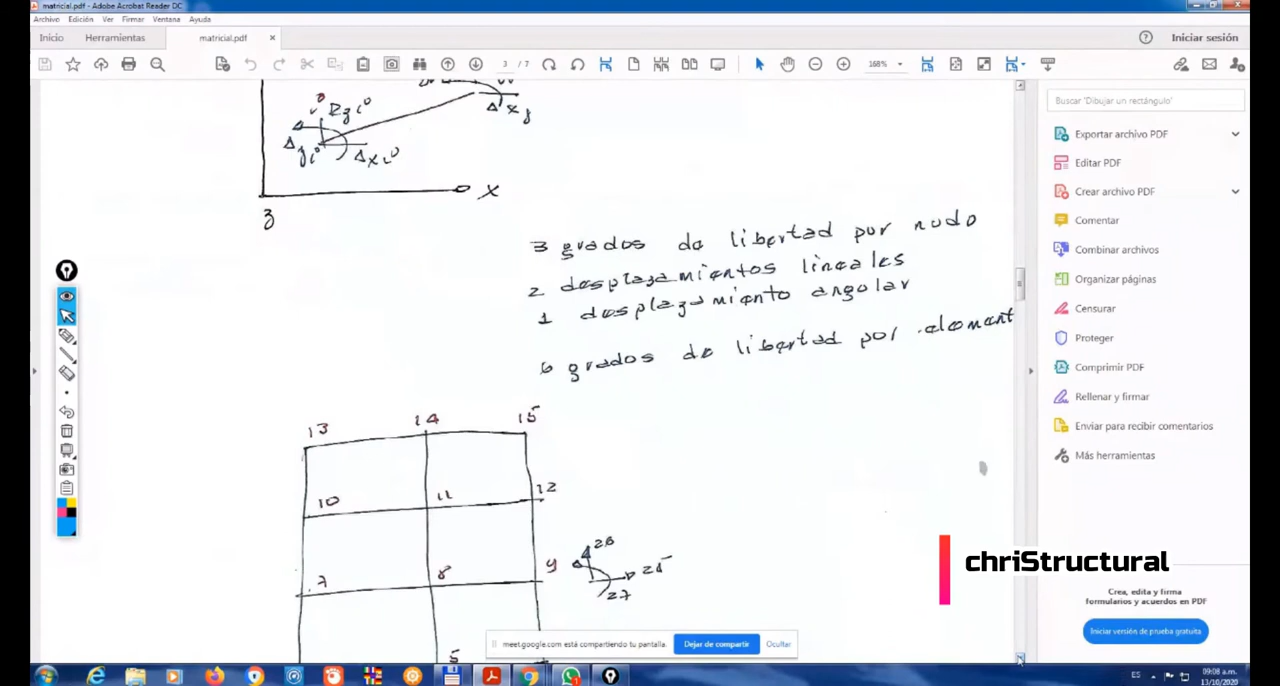 matricial.pdf - Adobe Acrobat Reader DC
Archivo Edición Ver Firmar Ventana Ayuda
Inicio Herramientas matricial.pdf × Iniciar sesión
3 / 7 168%
Buscar "Dibujar un rectángulo"
Exportar archivo PDF
Editar PDF
Crear archivo PDF
Comentar
Combinar archivos
Organizar páginas
Censurar
Proteger
Comprimir PDF
Rellenar y firmar
Enviar para recibir comentarios
Más herramientas
Δxj
Δxi
x
z
3 grados de libertad por nudo
2 desplazamientos lineales
1 desplazamiento angular
6 grados de libertad por element
13 14 15
10 11 12
7 8 9
26
25
27
5
chriStructural
Crea, edita y firma
formularios y acuerdos en PDF
Iniciar versión de prueba gratuita
meet.google.com está compartiendo tu pantalla. Dejar de compartir Ocultar
ES 09:08 a.m.
13/10/2020